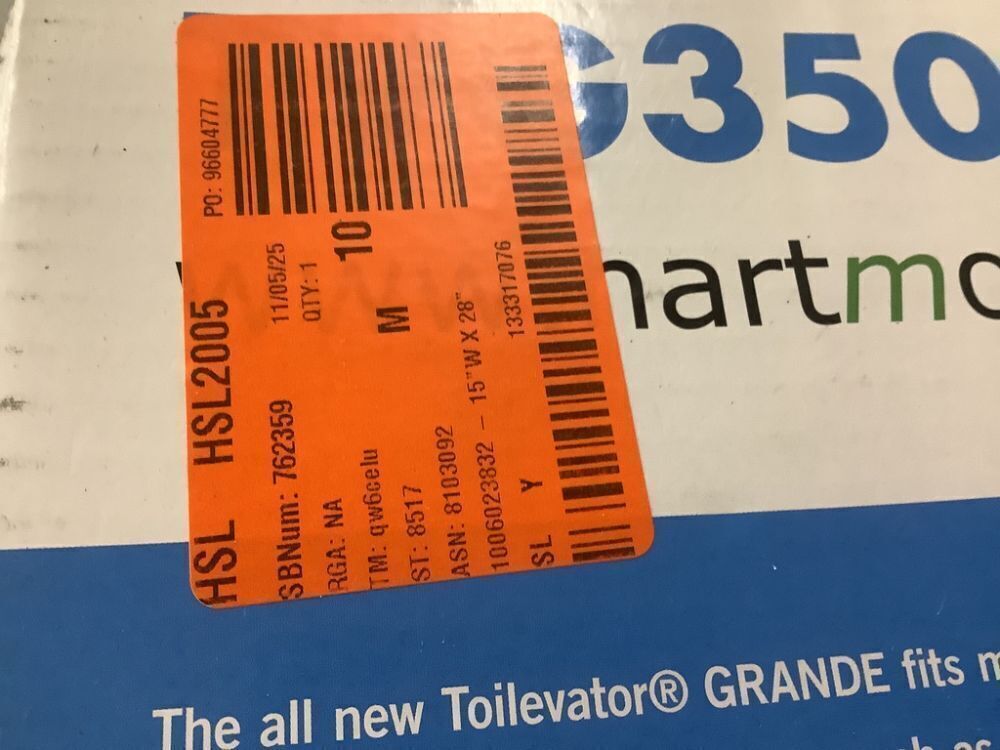 HSL HSL2005
PO: 96604777
SBNum: 762359 11/05/25
RGA: NA QTY: 1
TM: qw6celu 10
ST: 8517 M
ASN: 8103092
1006023832 – 15"W X 28"
SL Y 133317076
G350
artmo
The all new Toilevator® GRANDE fits